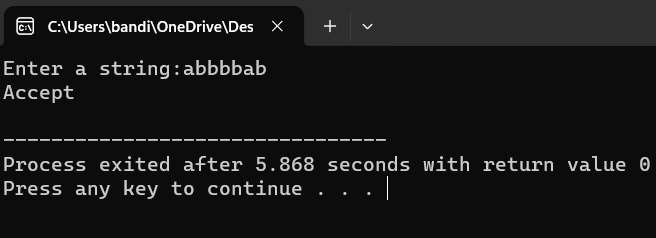 C:\Users\bandi\OneDrive\Des
Enter a string:abbbbab
Accept
--------------------------------
Process exited after 5.868 seconds with return value 0
Press any key to continue . . .